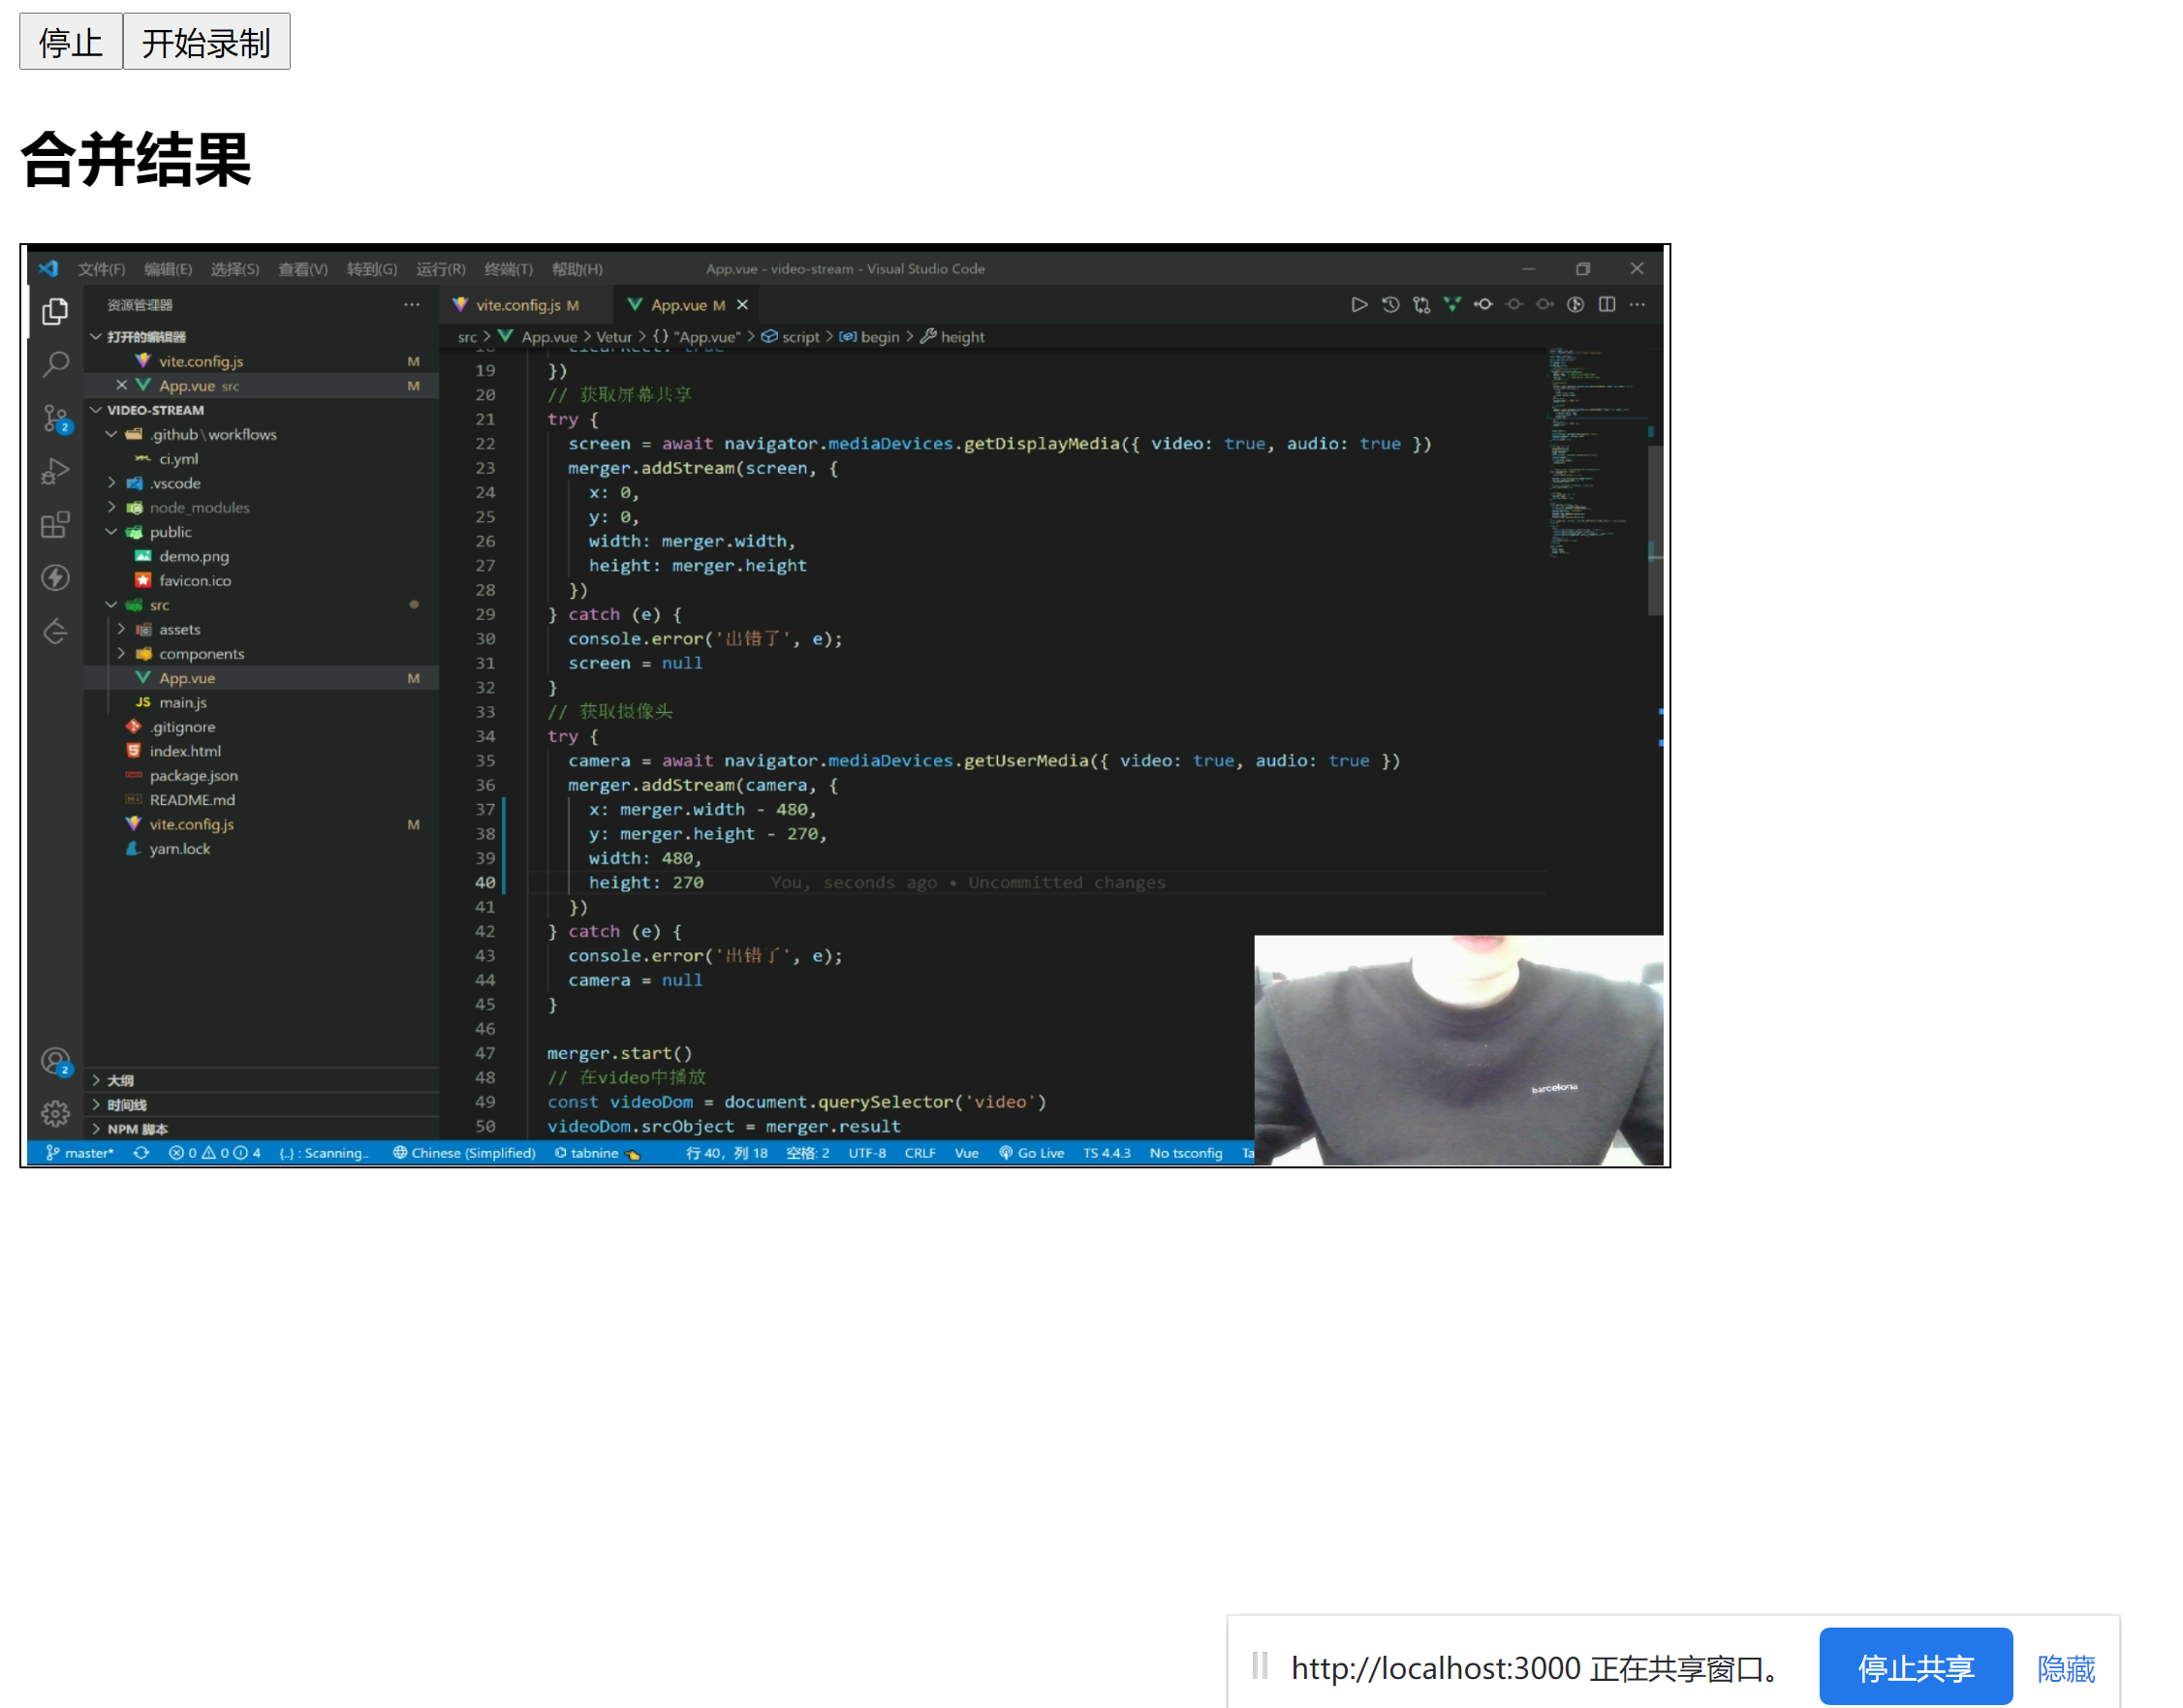 停止 开始录制
合并结果
文件(F) 编辑(E) 选择(S) 查看(V) 转到(G) 运行(R) 终端(T) 帮助(H) App.vue - video-stream - Visual Studio Code
资源管理器
打开的编辑器
vite.config.js M
App.vue src M
VIDEO-STREAM
.github\workflows
ci.yml
.vscode
node_modules
public
demo.png
favicon.ico
src
assets
components
App.vue M
JS main.js
.gitignore
index.html
package.json
README.md
vite.config.js M
yarn.lock
大纲
时间线
NPM 脚本
2
2
vite.config.js M App.vue M
src > App.vue > Vetur > {} "App.vue" > script > begin > height
19 })
20 // 获取屏幕共享
21 try {
22 screen = await navigator.mediaDevices.getDisplayMedia({ video: true, audio: true })
23 merger.addStream(screen, {
24 x: 0,
25 y: 0,
26 width: merger.width,
27 height: merger.height
28 })
29 } catch (e) {
30 console.error('出错了', e);
31 screen = null
32 }
33 // 获取摄像头
34 try {
35 camera = await navigator.mediaDevices.getUserMedia({ video: true, audio: true })
36 merger.addStream(camera, {
37 x: merger.width - 480,
38 y: merger.height - 270,
39 width: 480,
40 height: 270 You, seconds ago • Uncommitted changes
41 })
42 } catch (e) {
43 console.error('出错了', e);
44 camera = null
45 }
46
47 merger.start()
48 // 在video中播放
49 const videoDom = document.querySelector('video')
50 videoDom.srcObject = merger.result
barcelona
master* 0 0 4 {..} : Scanning.. Chinese (Simplified) tabnine 行 40，列 18 空格: 2 UTF-8 CRLF Vue Go Live TS 4.4.3 No tsconfig Ta
http://localhost:3000 正在共享窗口。 停止共享 隐藏